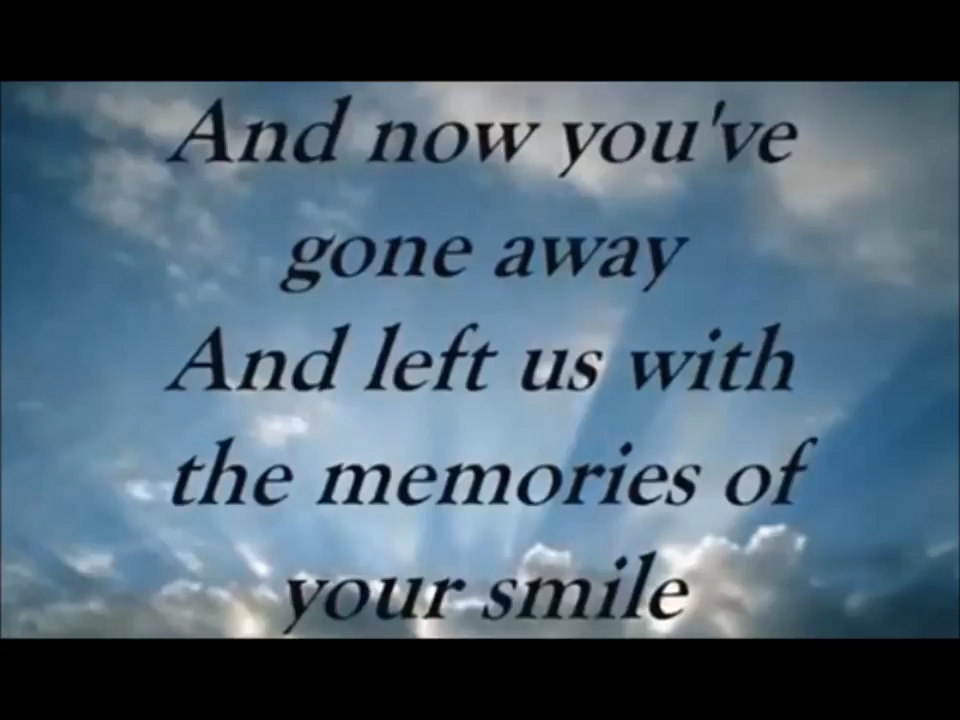 And now you've
gone away
And left us with
the memories of
your smile